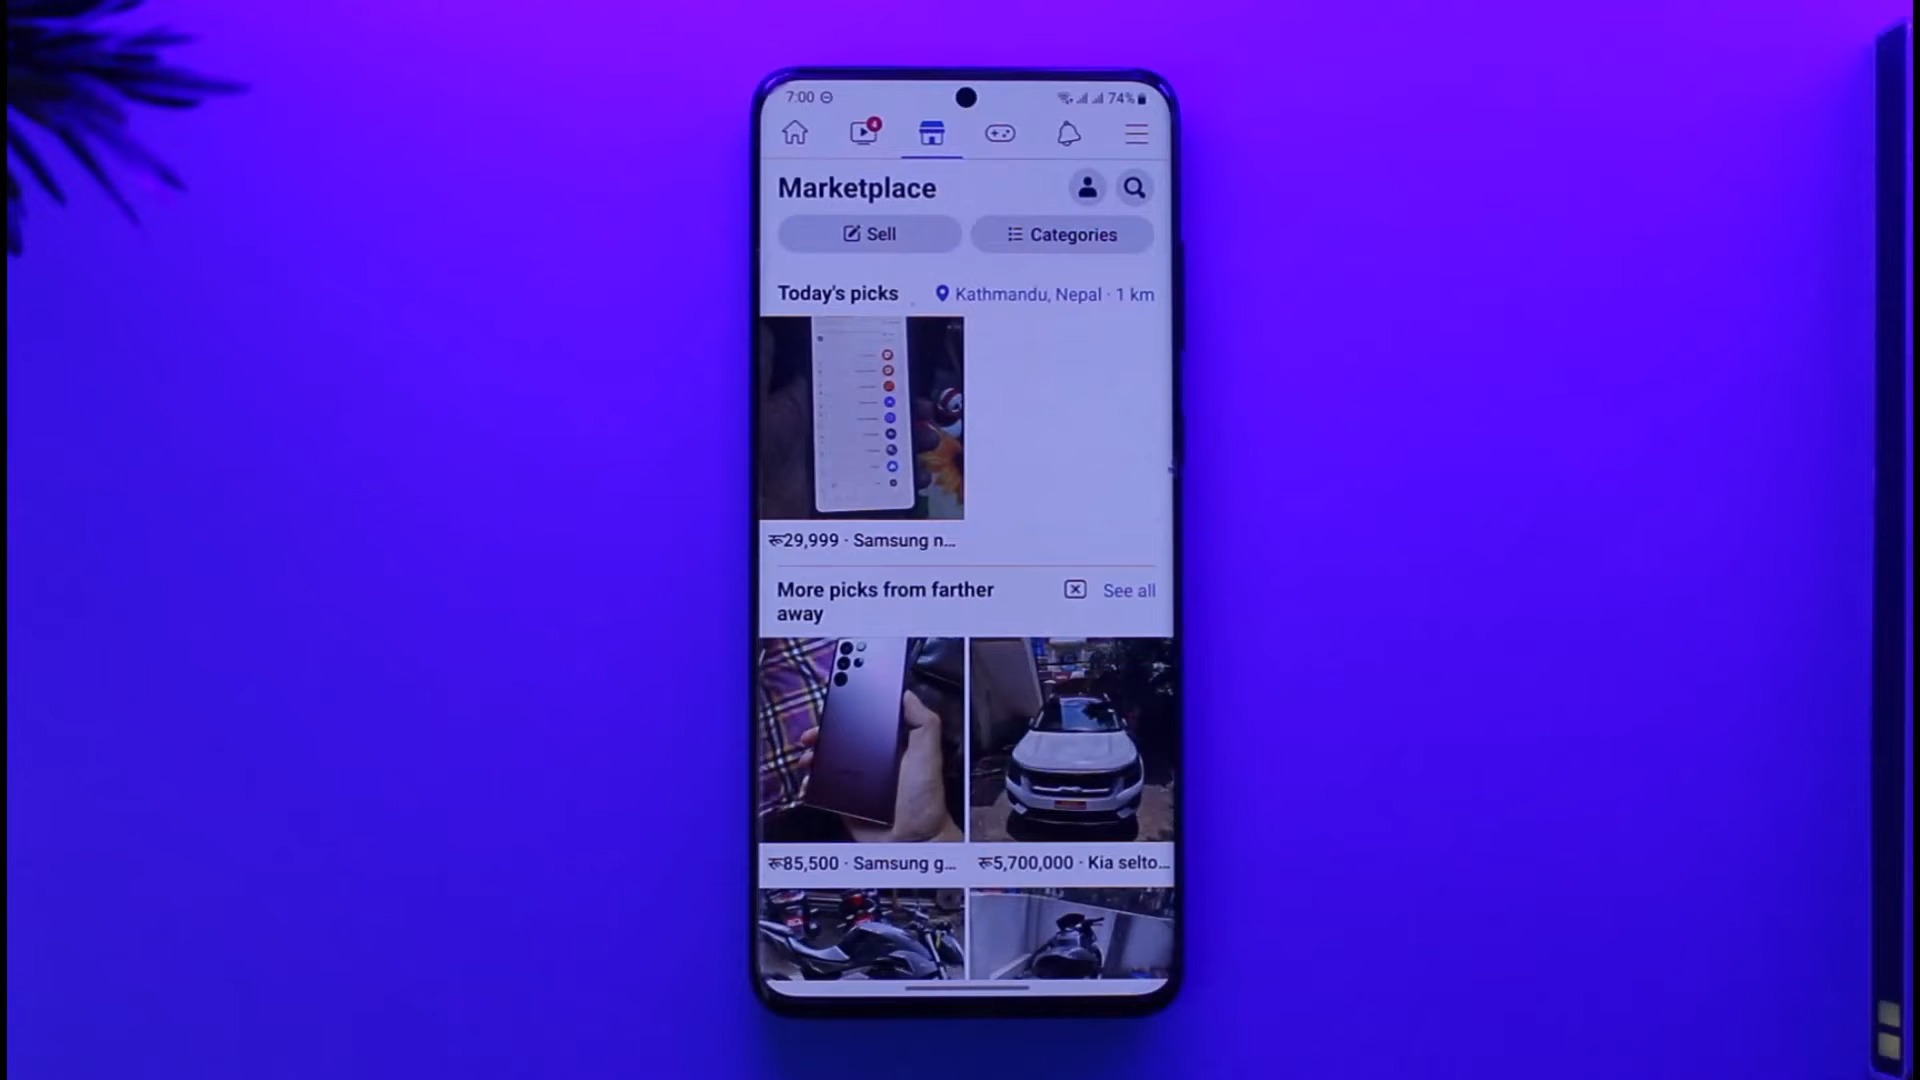 7:00
74%
4
Marketplace
Sell
Categories
Today's picks
Kathmandu, Nepal · 1 km
रू29,999 · Samsung n...
More picks from farther
away
See all
रू85,500 · Samsung g...
रू5,700,000 · Kia selto...